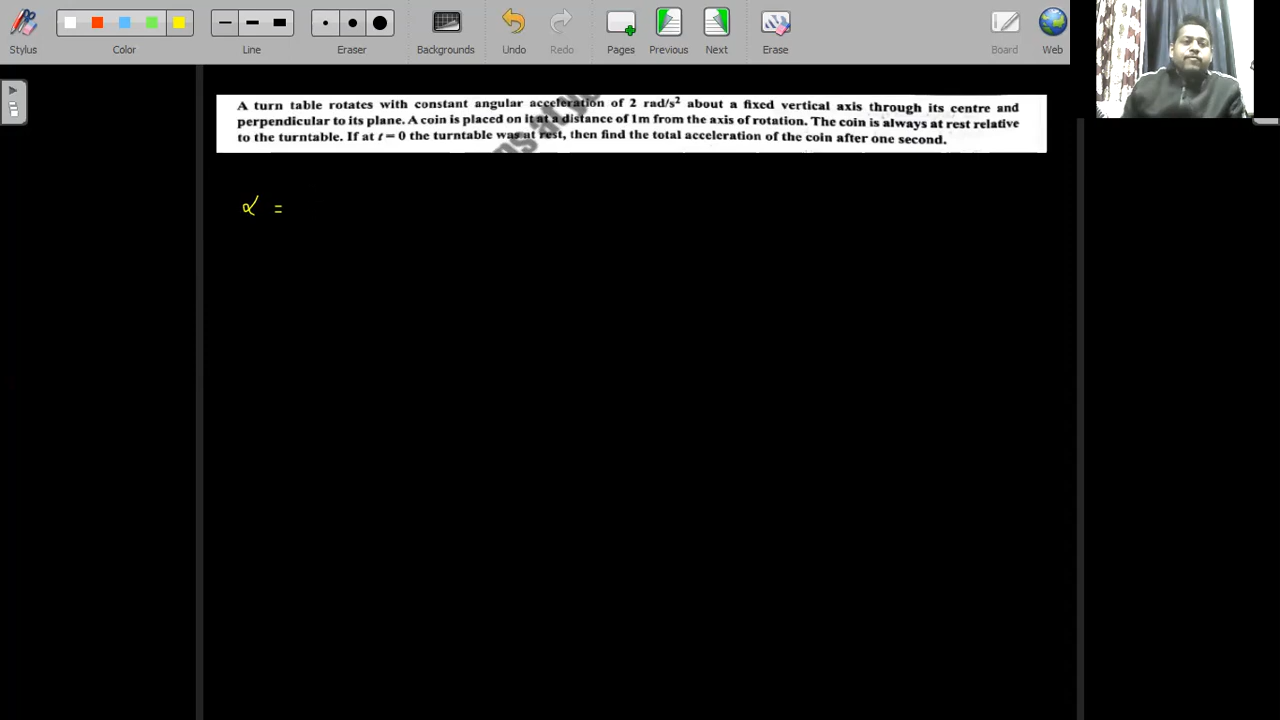 Stylus
Color
Line
Eraser
Backgrounds
Undo
Redo
Pages
Previous
Next
Erase
Board
Web
A turn table rotates with constant angular acceleration of 2 rad/s² about a fixed vertical axis through its centre and
perpendicular to its plane. A coin is placed on it at a distance of 1m from the axis of rotation. The coin is always at rest relative
to the turntable. If at t = 0 the turntable was at rest, then find the total acceleration of the coin after one second.
α =